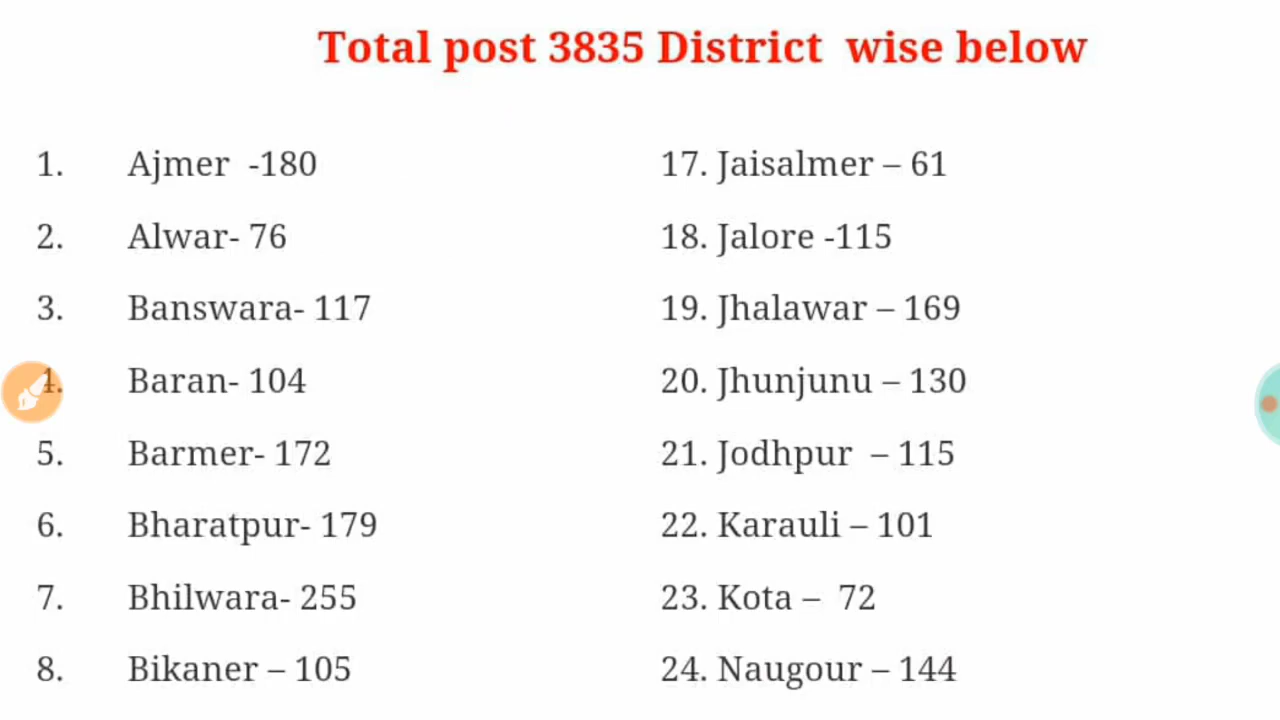 Total post 3835 District wise below
1. Ajmer -180
2. Alwar- 76
3. Banswara- 117
4. Baran- 104
5. Barmer- 172
6. Bharatpur- 179
7. Bhilwara- 255
8. Bikaner – 105
17. Jaisalmer – 61
18. Jalore -115
19. Jhalawar – 169
20. Jhunjunu – 130
21. Jodhpur – 115
22. Karauli – 101
23. Kota – 72
24. Naugour – 144